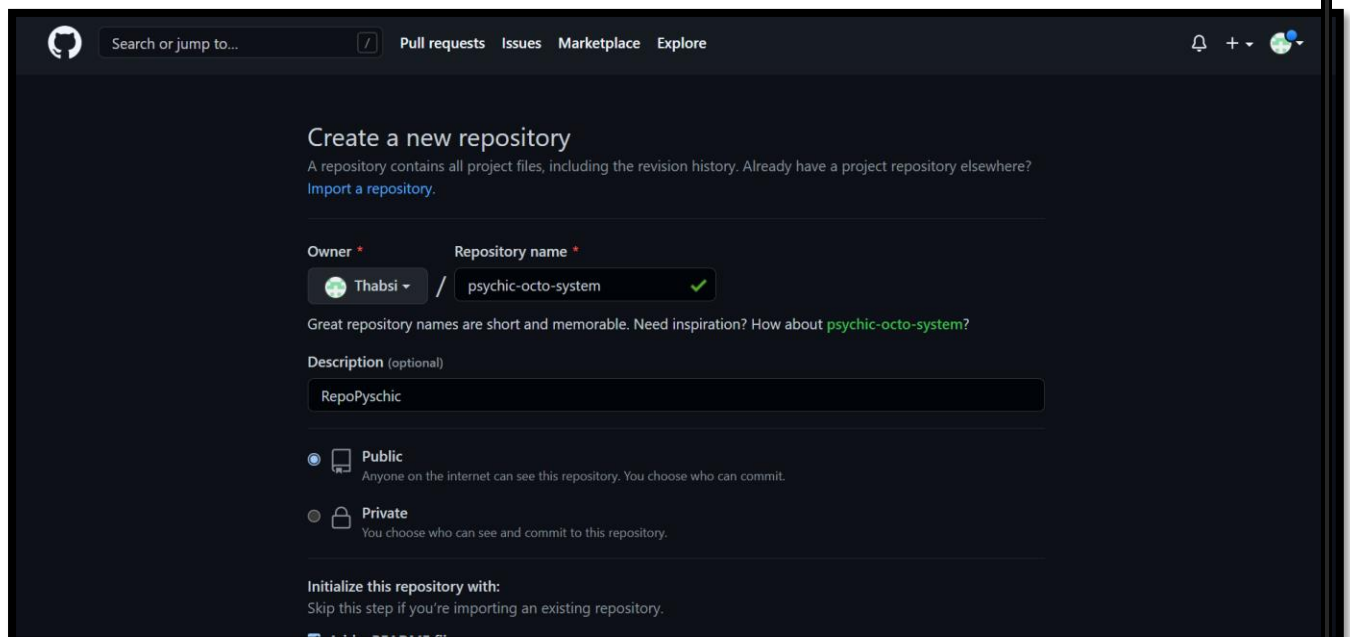 Search or jump to... / Pull requests Issues Marketplace Explore
Create a new repository
A repository contains all project files, including the revision history. Already have a project repository elsewhere?
Import a repository.
Owner * Repository name *
Thabsi / psychic-octo-system
Great repository names are short and memorable. Need inspiration? How about psychic-octo-system?
Description (optional)
RepoPyschic
Public
Anyone on the internet can see this repository. You choose who can commit.
Private
You choose who can see and commit to this repository.
Initialize this repository with:
Skip this step if you're importing an existing repository.